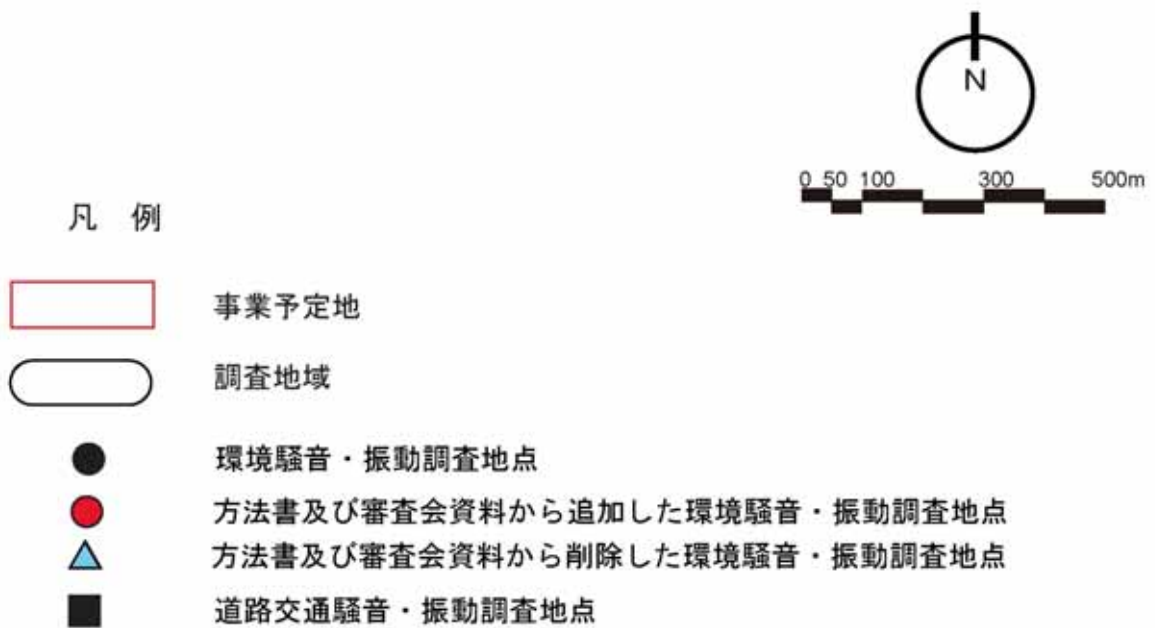 N
0 50 100 300 500m
凡 例
事業予定地
調査地域
環境騒音・振動調査地点
方法書及び審査会資料から追加した環境騒音・振動調査地点
方法書及び審査会資料から削除した環境騒音・振動調査地点
道路交通騒音・振動調査地点